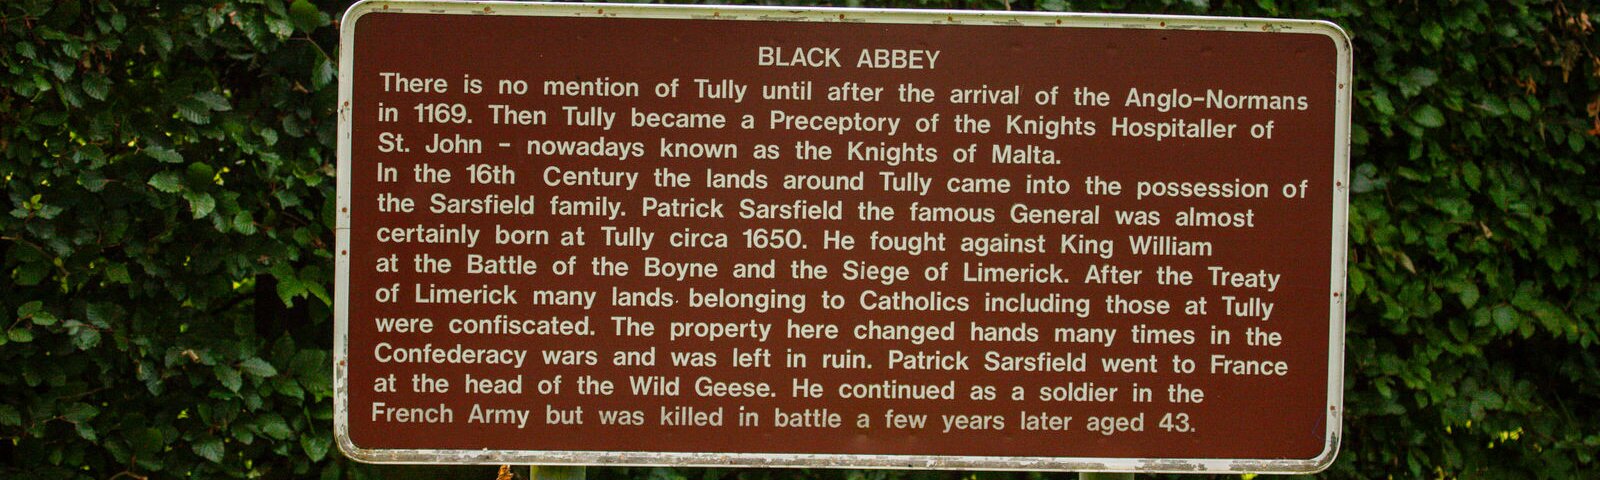 BLACK ABBEY
There is no mention of Tully until after the arrival of the Anglo-Normans
in 1169. Then Tully became a Preceptory of the Knights Hospitaller of
St. John - nowadays known as the Knights of Malta.
In the 16th Century the lands around Tully came into the possession of
the Sarsfield family. Patrick Sarsfield the famous General was almost
certainly born at Tully circa 1650. He fought against King William
at the Battle of the Boyne and the Siege of Limerick. After the Treaty
of Limerick many lands belonging to Catholics including those at Tully
were confiscated. The property here changed hands many times in the
Confederacy wars and was left in ruin. Patrick Sarsfield went to France
at the head of the Wild Geese. He continued as a soldier in the
French Army but was killed in battle a few years later aged 43.